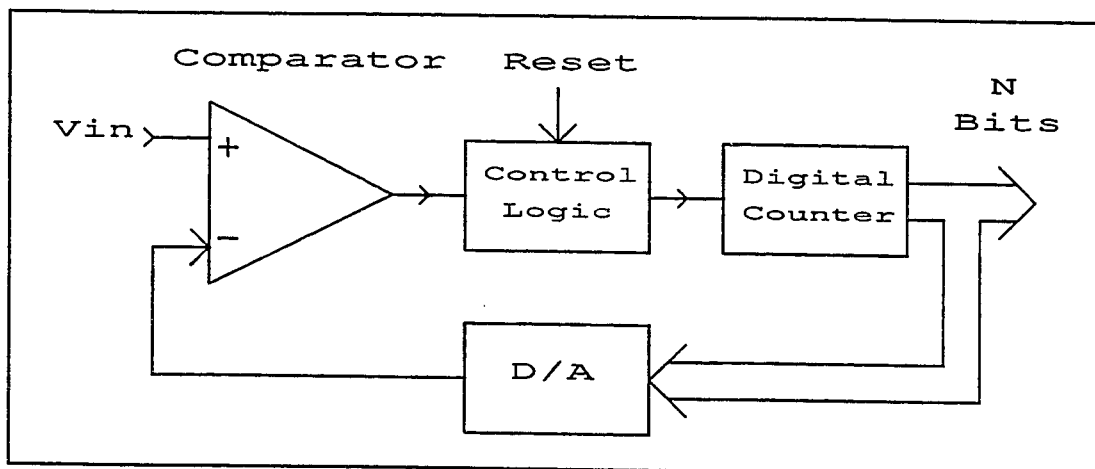 Comparator
Reset
N
Bits
Vin
+
-
Control
Logic
Digital
Counter
D/A